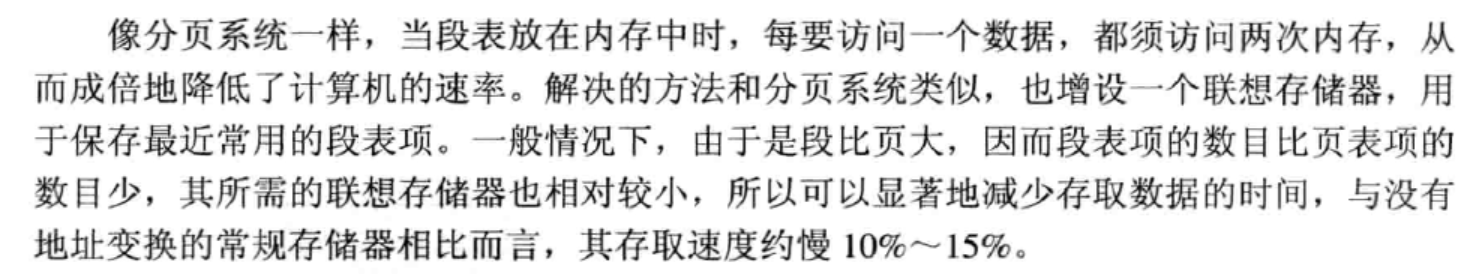 像分页系统一样，当段表放在内存中时，每要访问一个数据，都须访问两次内存，从
而成倍地降低了计算机的速率。解决的方法和分页系统类似，也增设一个联想存储器，用
于保存最近常用的段表项。一般情况下，由于是段比页大，因而段表项的数目比页表项的
数目少，其所需的联想存储器也相对较小，所以可以显著地减少存取数据的时间，与没有
地址变换的常规存储器相比而言，其存取速度约慢 10%～15%。